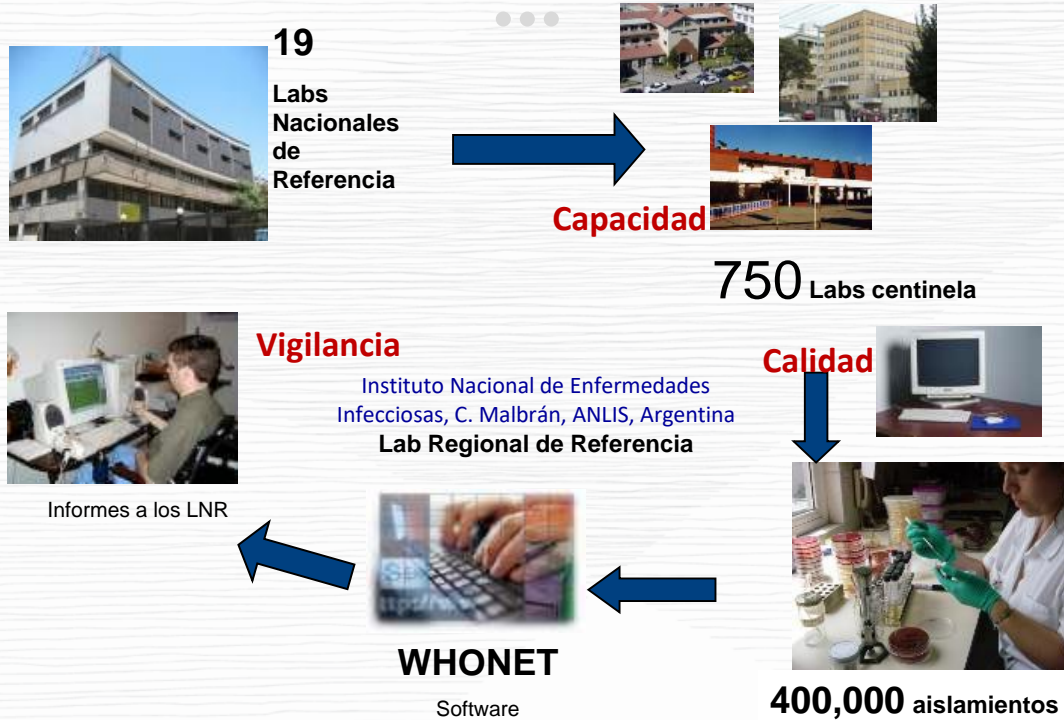 19
Labs
Nacionales
de
Referencia
Capacidad
750 Labs centinela
Vigilancia
Calidad
Instituto Nacional de Enfermedades
Infecciosas, C. Malbrán, ANLIS, Argentina
Lab Regional de Referencia
Informes a los LNR
WHONET
Software
400,000 aislamientos